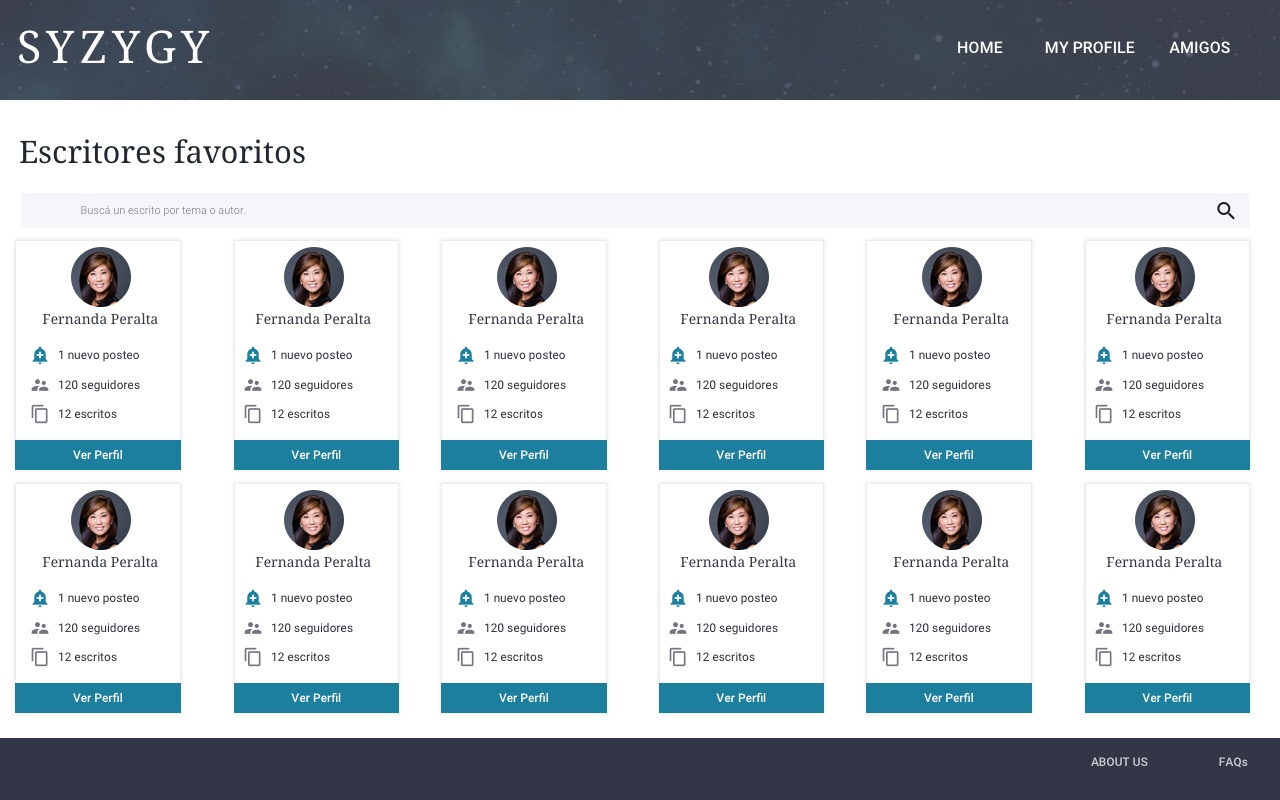 SYZYGY
HOME MY PROFILE AMIGOS
Escritores favoritos
Buscá un escrito por tema o autor.
Fernanda Peralta Fernanda Peralta Fernanda Peralta Fernanda Peralta Fernanda Peralta Fernanda Peralta
1 nuevo posteo 1 nuevo posteo 1 nuevo posteo 1 nuevo posteo 1 nuevo posteo 1 nuevo posteo
120 seguidores 120 seguidores 120 seguidores 120 seguidores 120 seguidores 120 seguidores
12 escritos 12 escritos 12 escritos 12 escritos 12 escritos 12 escritos
Ver Perfil Ver Perfil Ver Perfil Ver Perfil Ver Perfil Ver Perfil
Fernanda Peralta Fernanda Peralta Fernanda Peralta Fernanda Peralta Fernanda Peralta Fernanda Peralta
1 nuevo posteo 1 nuevo posteo 1 nuevo posteo 1 nuevo posteo 1 nuevo posteo 1 nuevo posteo
120 seguidores 120 seguidores 120 seguidores 120 seguidores 120 seguidores 120 seguidores
12 escritos 12 escritos 12 escritos 12 escritos 12 escritos 12 escritos
Ver Perfil Ver Perfil Ver Perfil Ver Perfil Ver Perfil Ver Perfil
ABOUT US FAQs